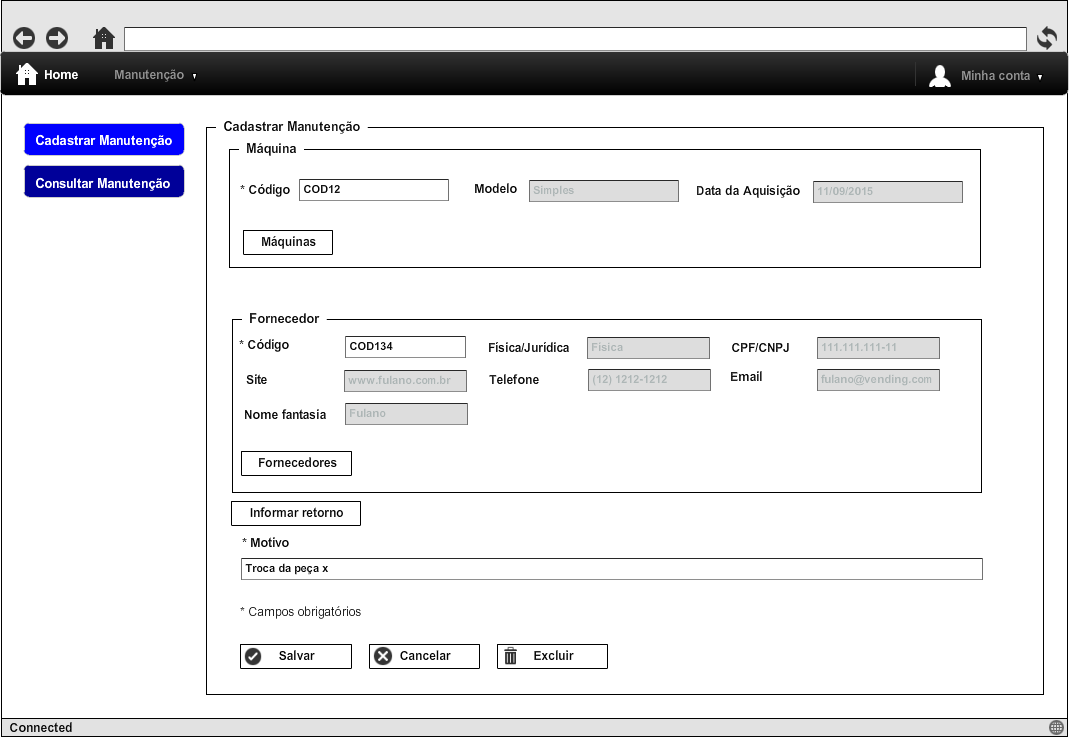 Home Manutenção Minha conta
Cadastrar Manutenção
Consultar Manutenção
Cadastrar Manutenção
Máquina
* Código COD12 Modelo Simples Data da Aquisição 11/09/2015
Máquinas
Fornecedor
* Código COD134 Física/Jurídica Física CPF/CNPJ 111.111.111-11
Site www.fulano.com.br Telefone (12) 1212-1212 Email fulano@vending.com
Nome fantasia Fulano
Fornecedores
Informar retorno
* Motivo
Troca da peça x
* Campos obrigatórios
Salvar Cancelar Excluir
Connected